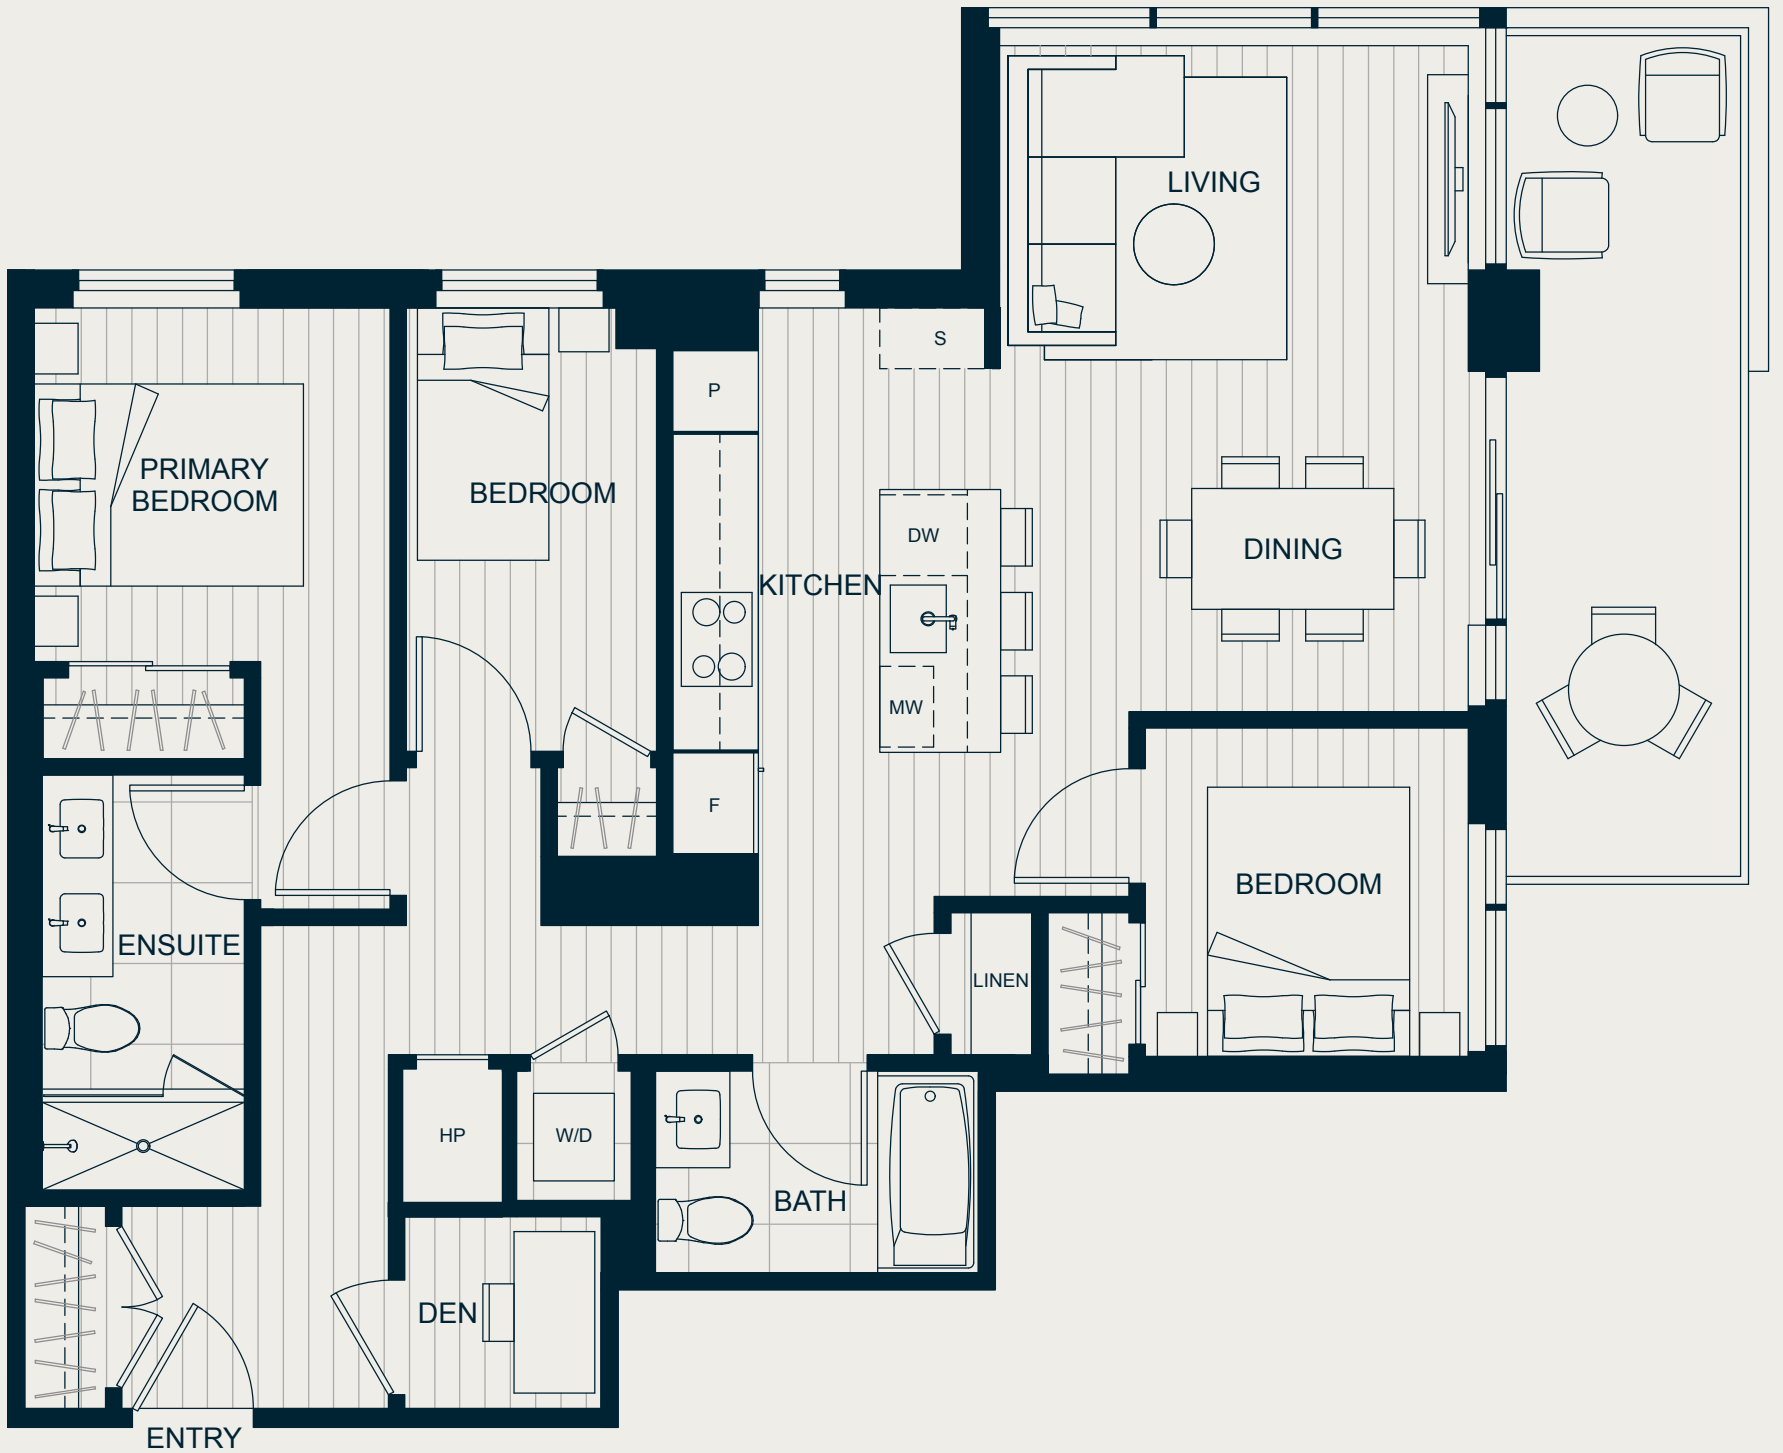 LIVING
S
P
PRIMARY
BEDROOM
BEDROOM
DW
DINING
KITCHEN
MW
F
BEDROOM
ENSUITE
LINEN
HP
W/D
BATH
DEN
ENTRY